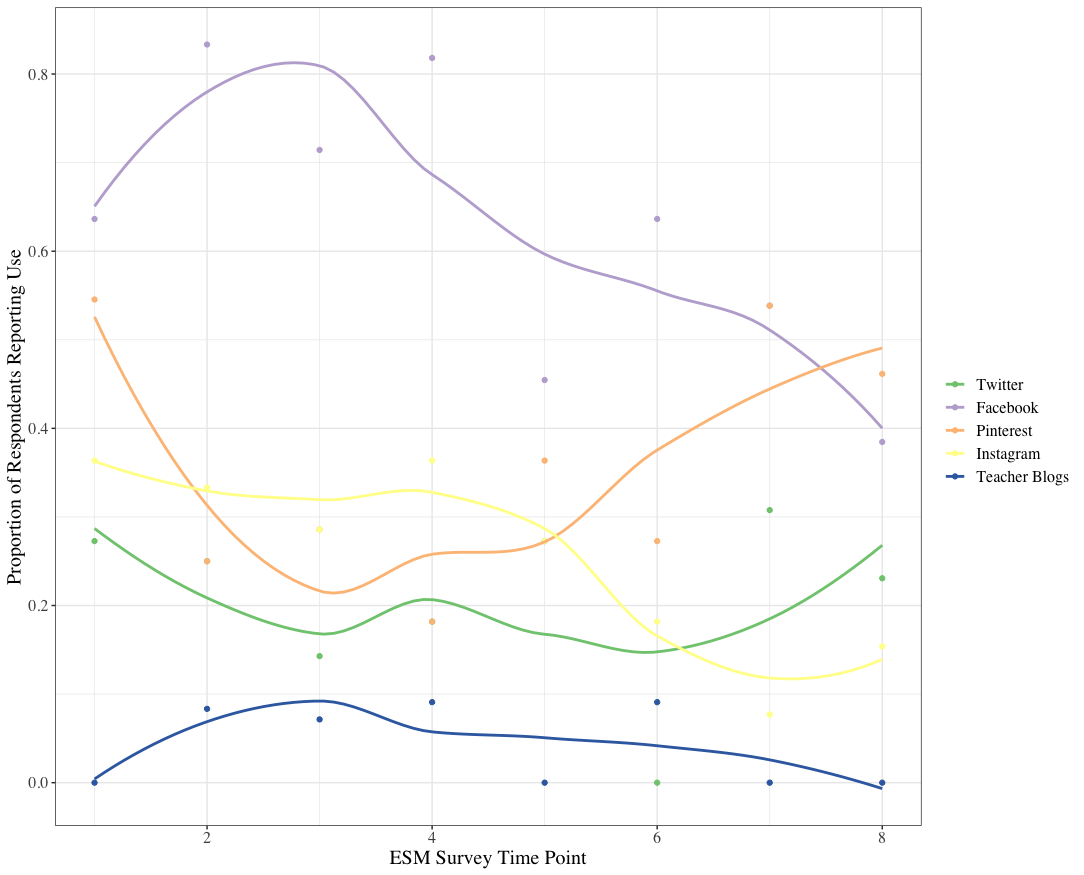 Proportion of Respondents Reporting Use
0.8
0.6
0.4
0.2
0.0
2 4 6 8
ESM Survey Time Point
Twitter
Facebook
Pinterest
Instagram
Teacher Blogs